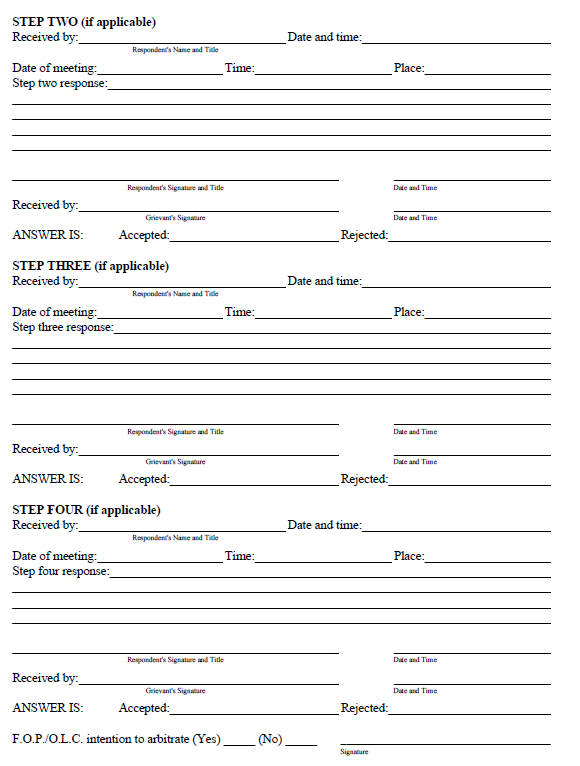 STEP TWO (if applicable)
Received by: Date and time:
Respondent's Name and Title
Date of meeting: Time: Place:
Step two response:
Respondent's Signature and Title Date and Time
Received by:
Grievant's Signature Date and Time
ANSWER IS: Accepted: Rejected:
STEP THREE (if applicable)
Received by: Date and time:
Respondent's Name and Title
Date of meeting: Time: Place:
Step three response:
Respondent's Signature and Title Date and Time
Received by:
Grievant's Signature Date and Time
ANSWER IS: Accepted: Rejected:
STEP FOUR (if applicable)
Received by: Date and time:
Respondent's Name and Title
Date of meeting: Time: Place:
Step four response:
Respondent's Signature and Title Date and Time
Received by:
Grievant's Signature Date and Time
ANSWER IS: Accepted: Rejected:
F.O.P./O.L.C. intention to arbitrate (Yes) _____ (No) _____
Signature